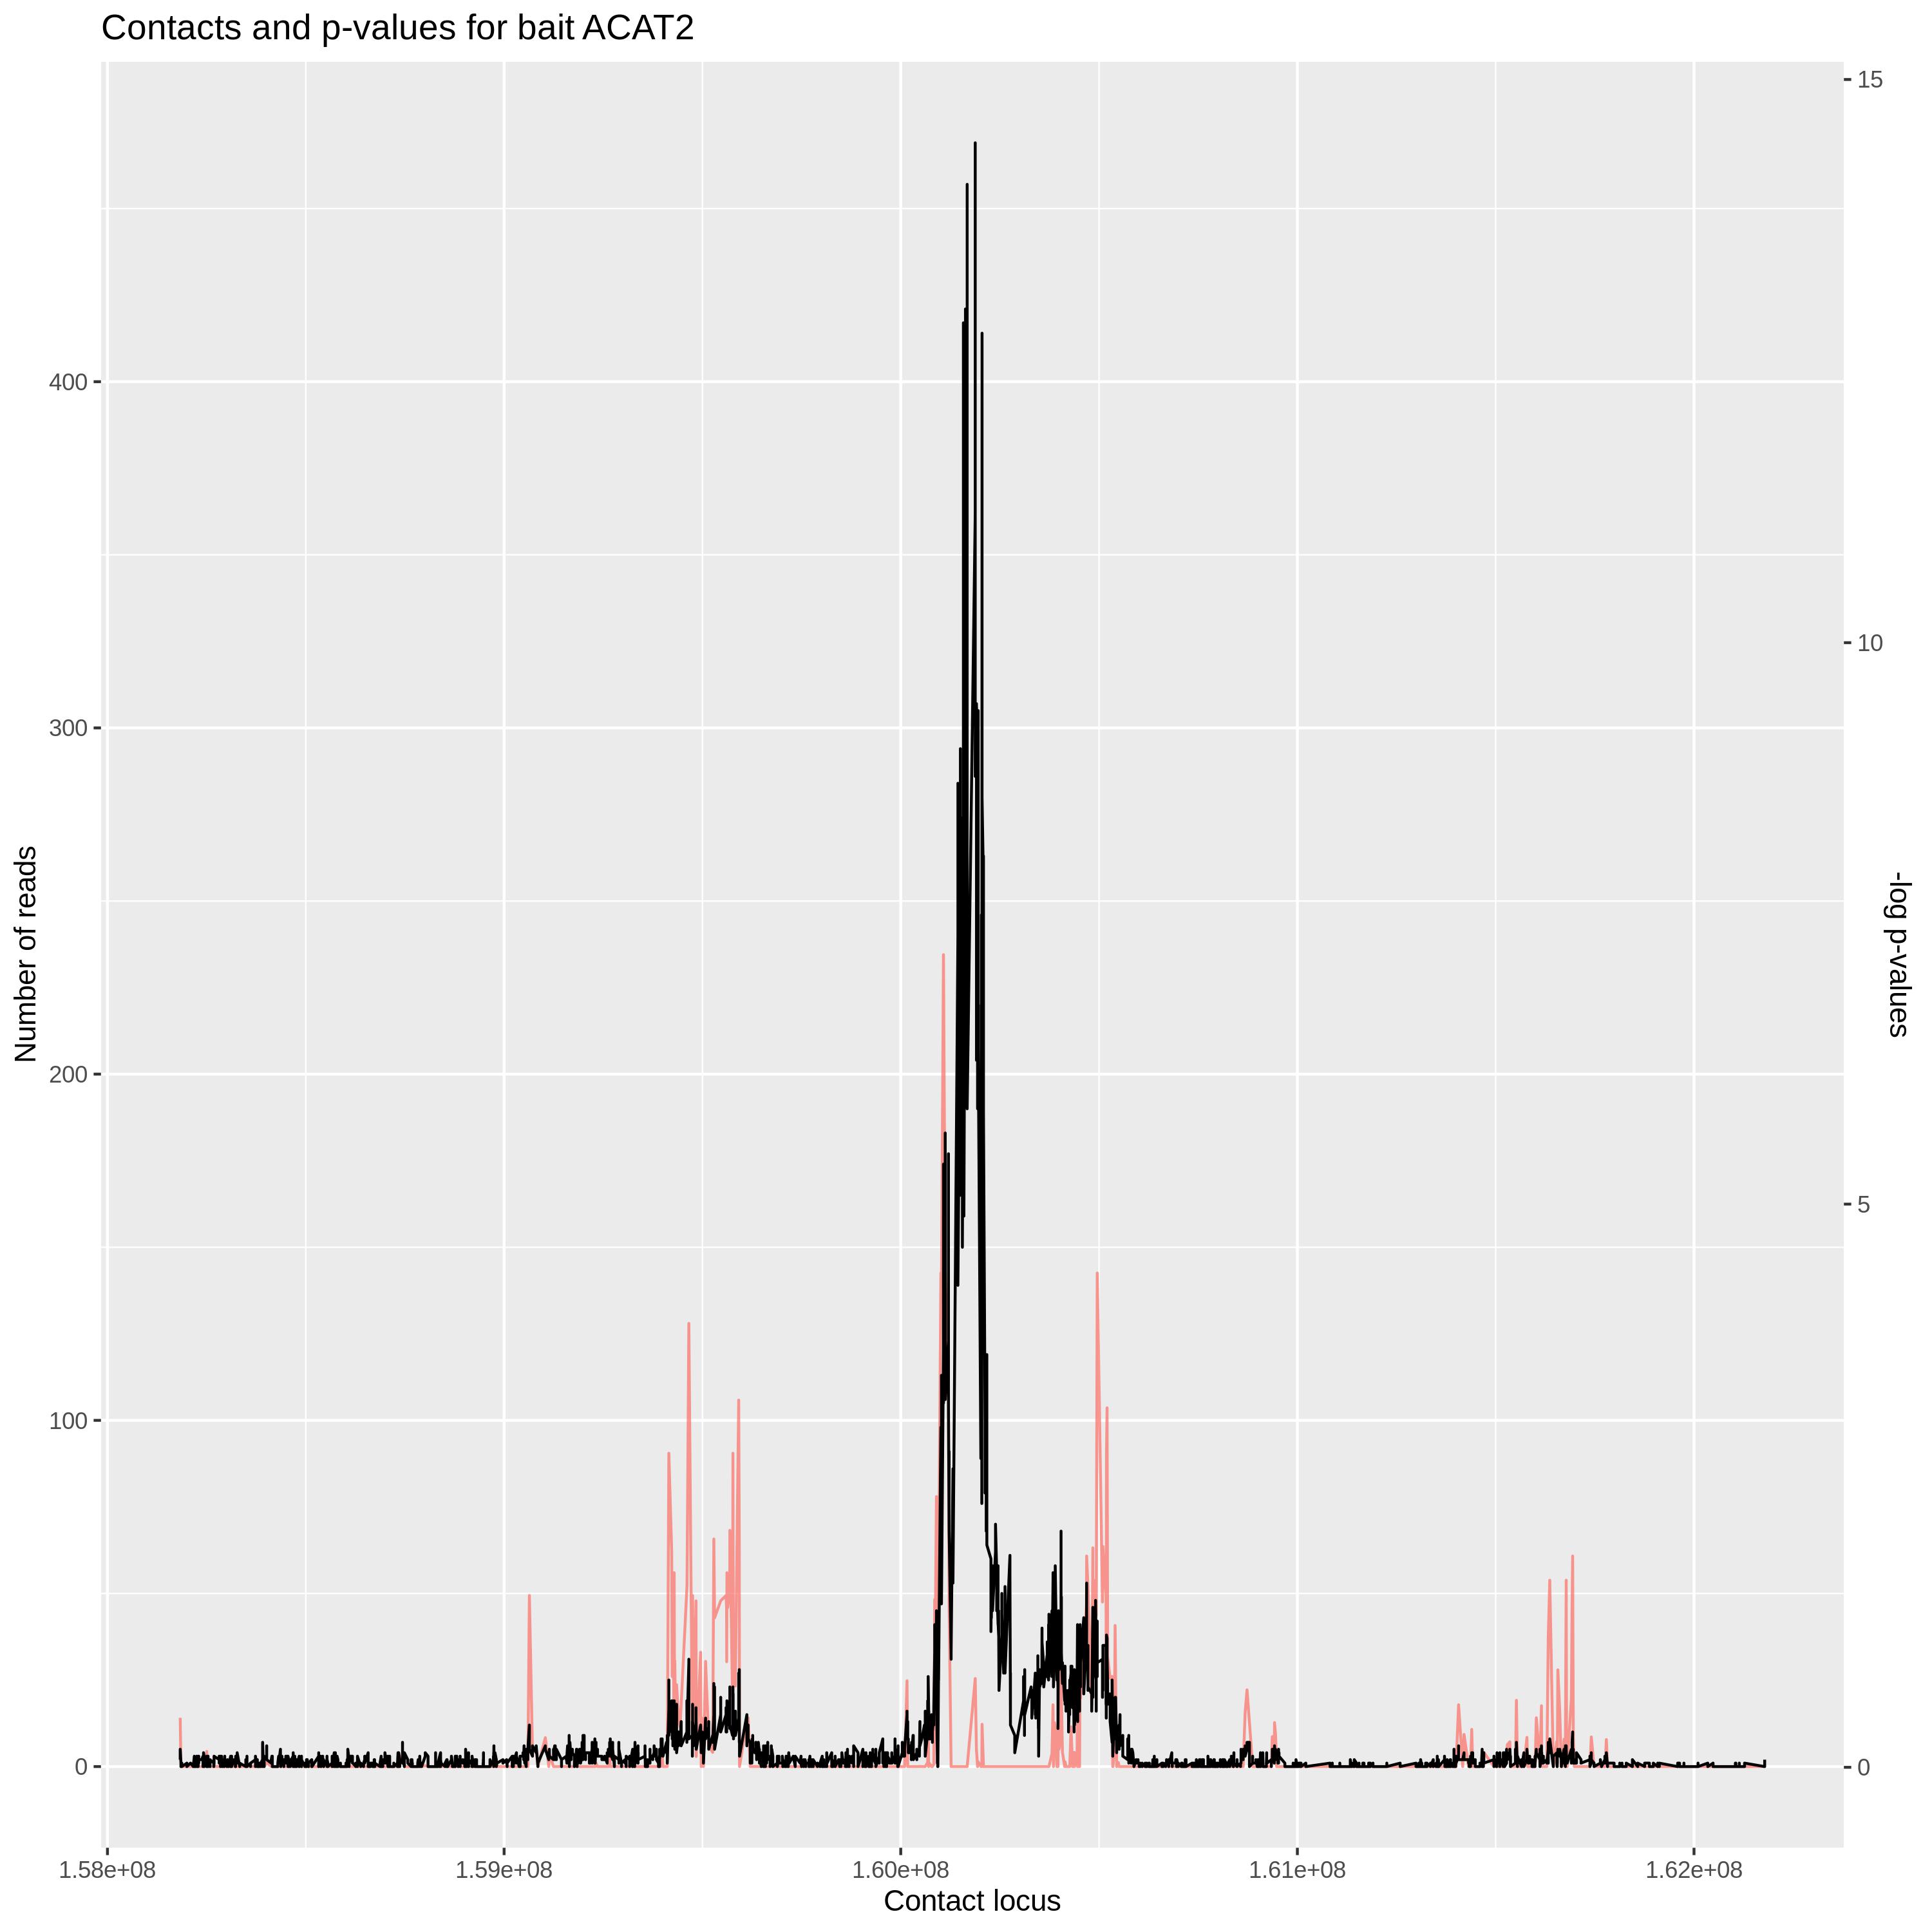 Contacts and p-values for bait ACAT2
15
400
10
300
Number of reads
-log p-values
200
5
100
0
0
1.58e+08 1.59e+08 1.60e+08 1.61e+08 1.62e+08
Contact locus